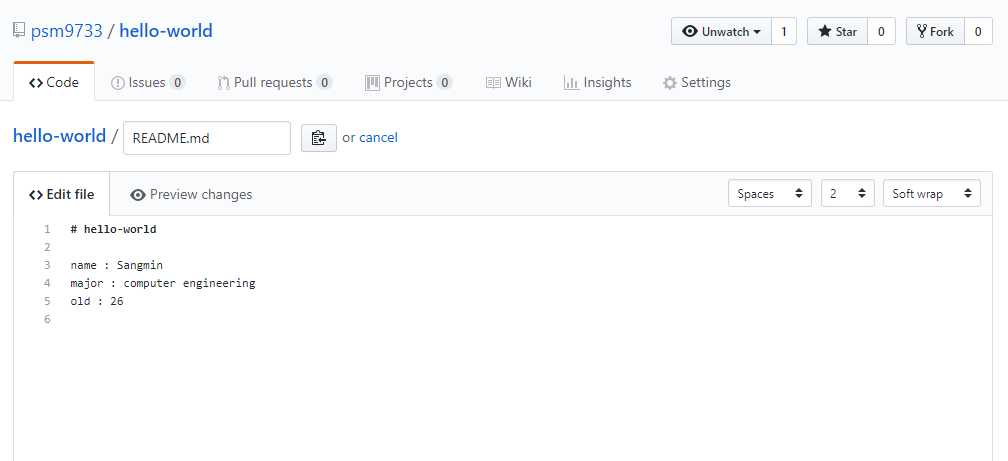 psm9733 / hello-world Unwatch 1 Star 0 Fork 0
Code Issues 0 Pull requests 0 Projects 0 Wiki Insights Settings
hello-world / README.md or cancel
Edit file Preview changes Spaces 2 Soft wrap
1 # hello-world
2
3 name : Sangmin
4 major : computer engineering
5 old : 26
6